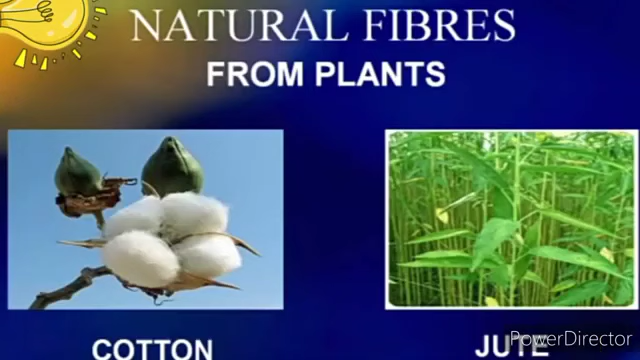 NATURAL FIBRES
FROM PLANTS
COTTON
JUTE
PowerDirector